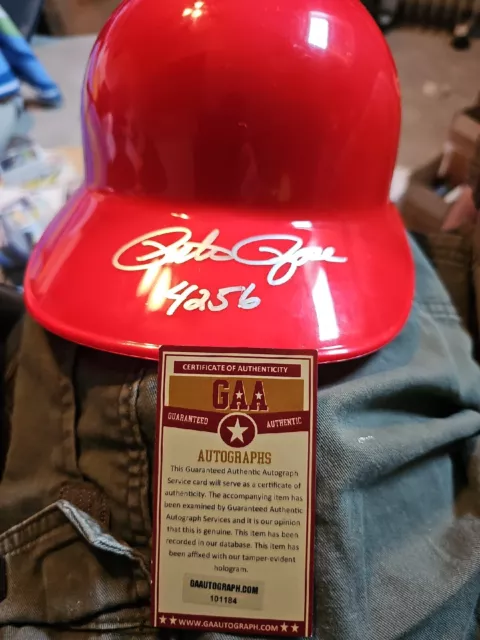 Pete Rose
4256
CERTIFICATE OF AUTHENTICITY
GAA
GUARANTEED AUTHENTIC
AUTOGRAPHS
This Guaranteed Authentic Autograph
Service card will serve as a certificate of
authenticity. The accompanying item has
been examined by Guaranteed Authentic
Autograph Services and it is our opinion
that this is genuine. This item has been
recorded in our database. This item has
been affixed with our tamper-evident
hologram.
GAAUTOGRAPH.COM
101184
★★ WWW.GAAUTOGRAPH.COM ★★